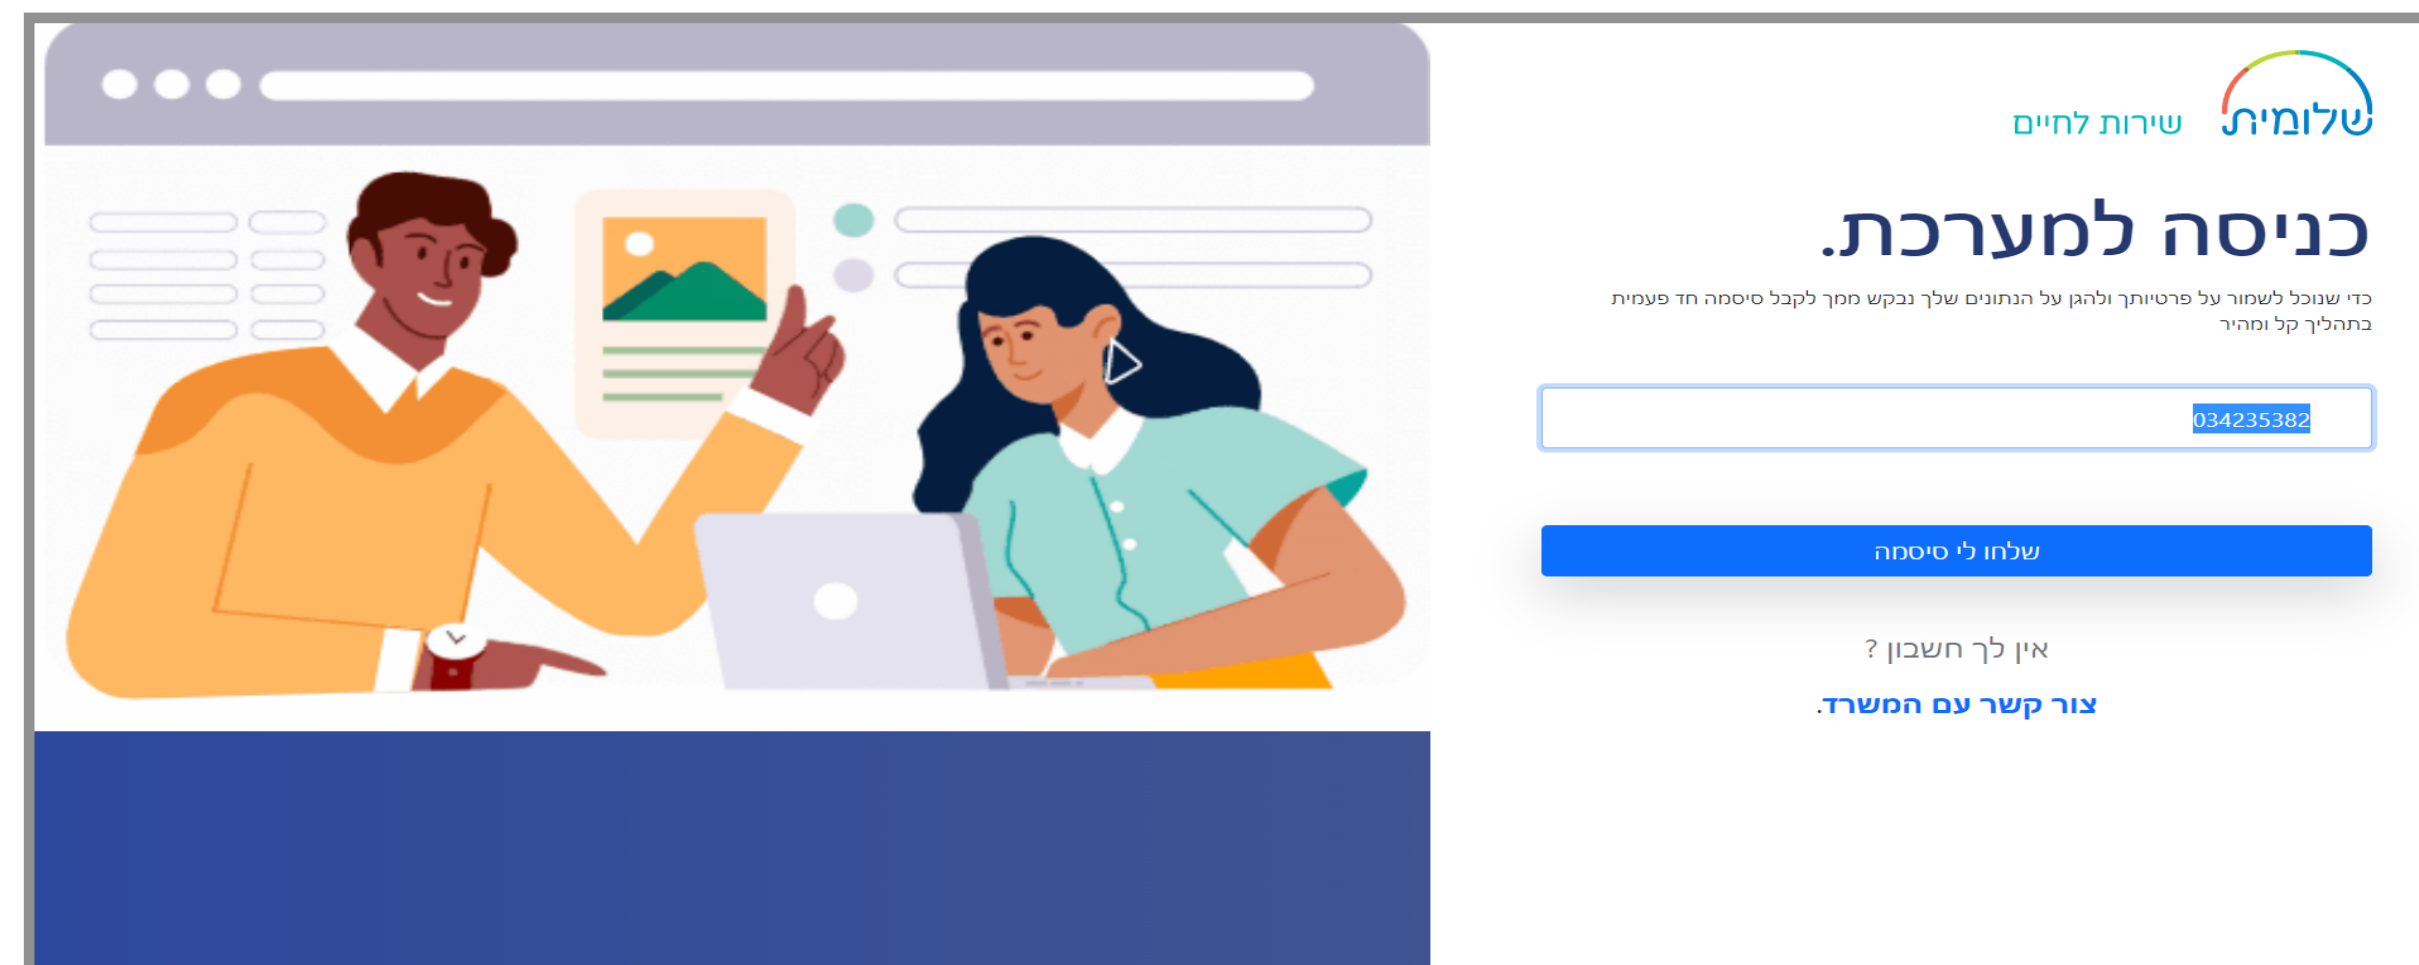 שלומית
שירות לחיים
כניסה למערכת.
כדי שנוכל לשמור על פרטיותך ולהגן על הנתונים שלך נבקש ממך לקבל סיסמה חד פעמית
בתהליך קל ומהיר
034235382
שלחו לי סיסמה
אין לך חשבון ?
צור קשר עם המשרד.